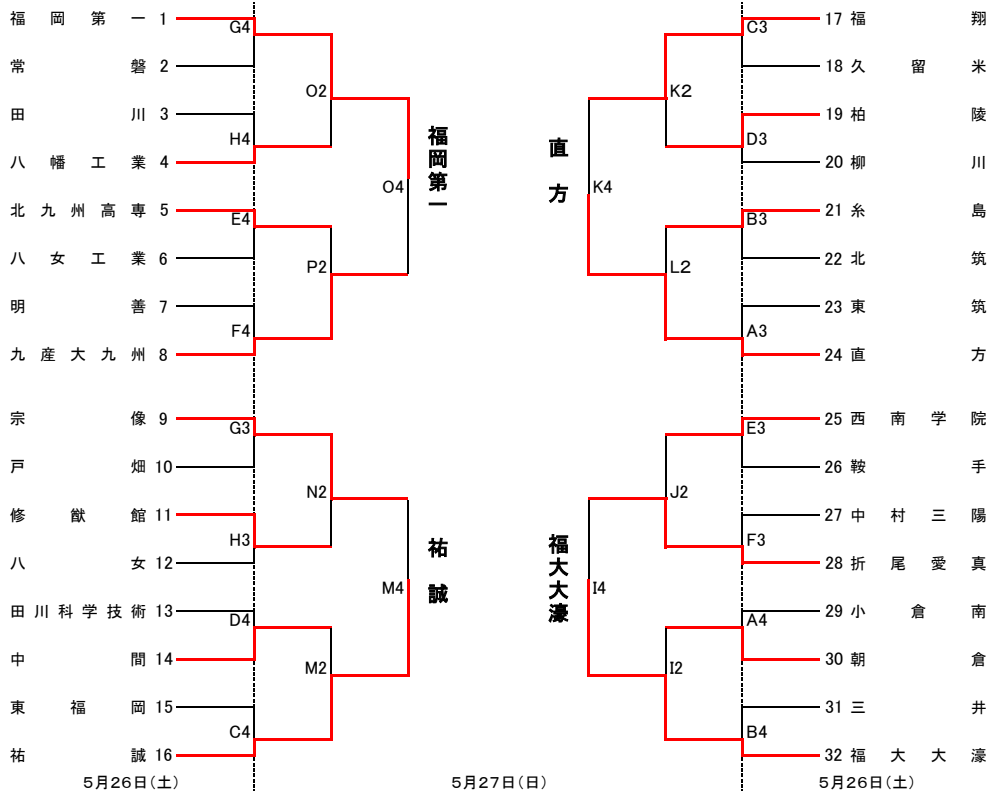 福岡第一 1
G4
常磐 2
O2
田川 3
H4
八幡工業 4
福岡第一
O4
北九州高専 5
E4
八女工業 6
P2
明善 7
F4
九産大九州 8
宗像 9
G3
戸畑 10
N2
修猷館 11
H3
八女 12
祐誠
M4
田川科学技術 13
D4
中間 14
M2
東福岡 15
C4
祐誠 16
5月26日(土)
5月27日(日)
17 福翔
C3
18 久留米
K2
19 柏陵
D3
20 柳川
直方
K4
21 糸島
B3
22 北筑
L2
23 東筑
A3
24 直方
25 西南学院
E3
26 鞍手
J2
27 中村三陽
F3
28 折尾愛真
福大大濠
I4
29 小倉南
A4
30 朝倉
I2
31 三井
B4
32 福大大濠
5月26日(土)